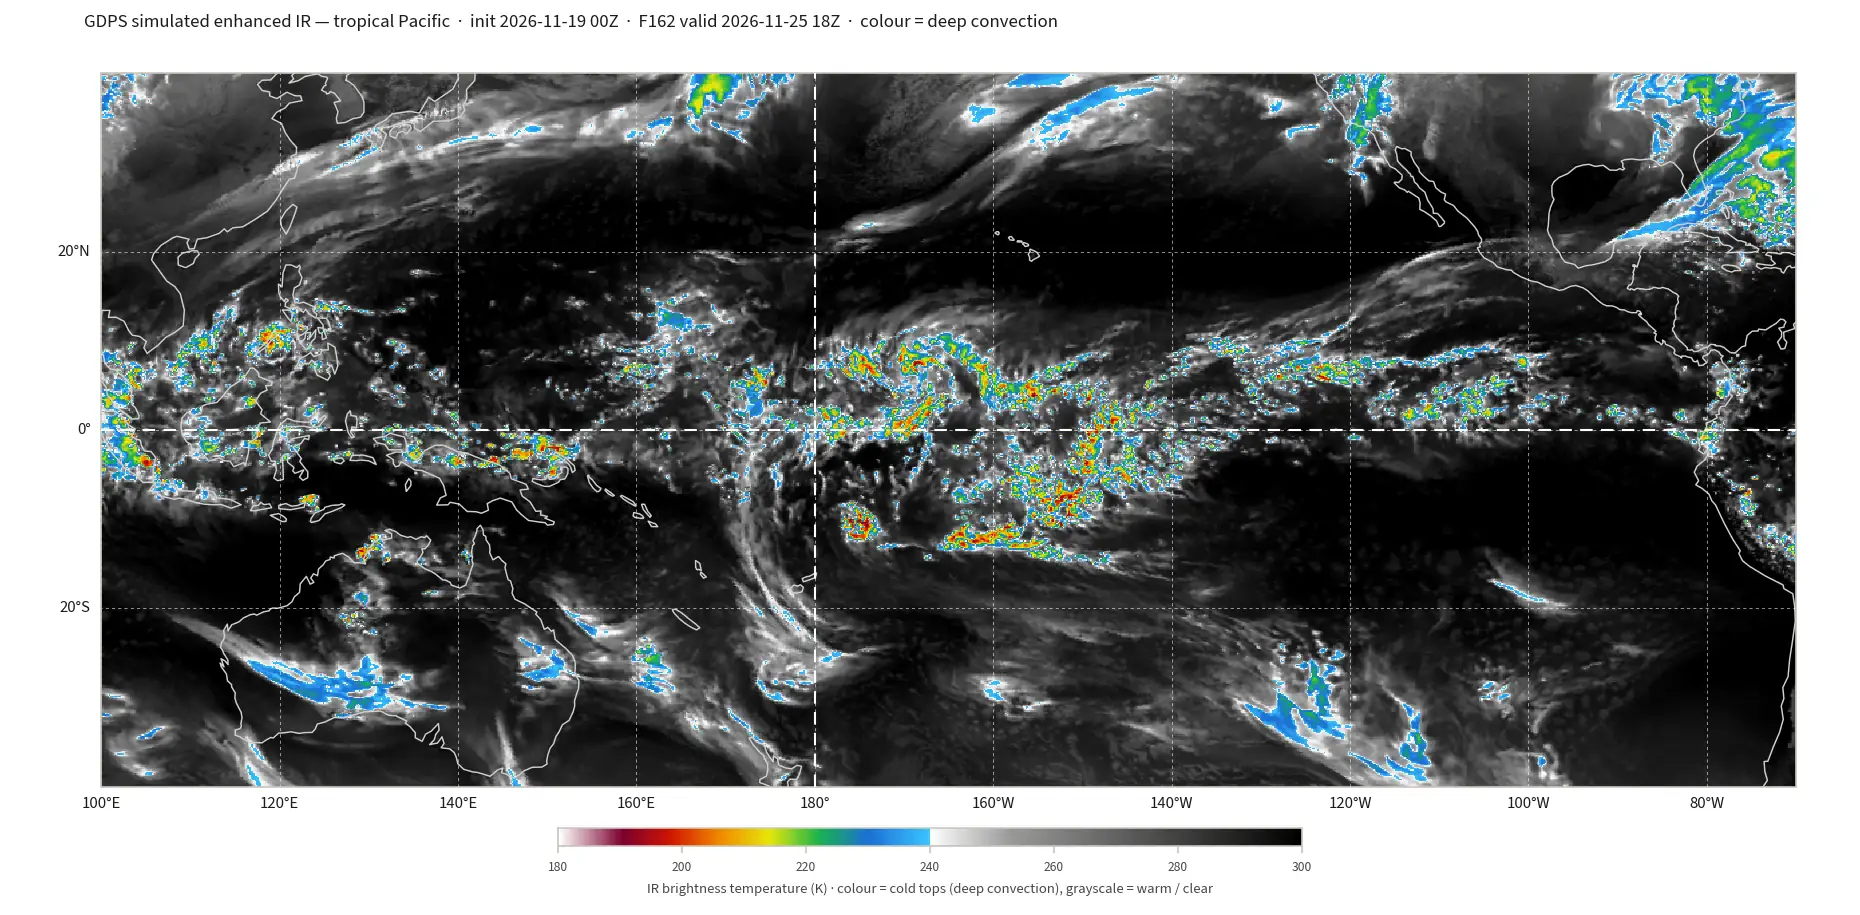 GDPS simulated enhanced IR — tropical Pacific · init 2026-11-19 00Z · F162 valid 2026-11-25 18Z · colour = deep convection
20°N
0°
20°S
100°E 120°E 140°E 160°E 180° 160°W 140°W 120°W 100°W 80°W
180 200 220 240 260 280 300
IR brightness temperature (K) · colour = cold tops (deep convection), grayscale = warm / clear